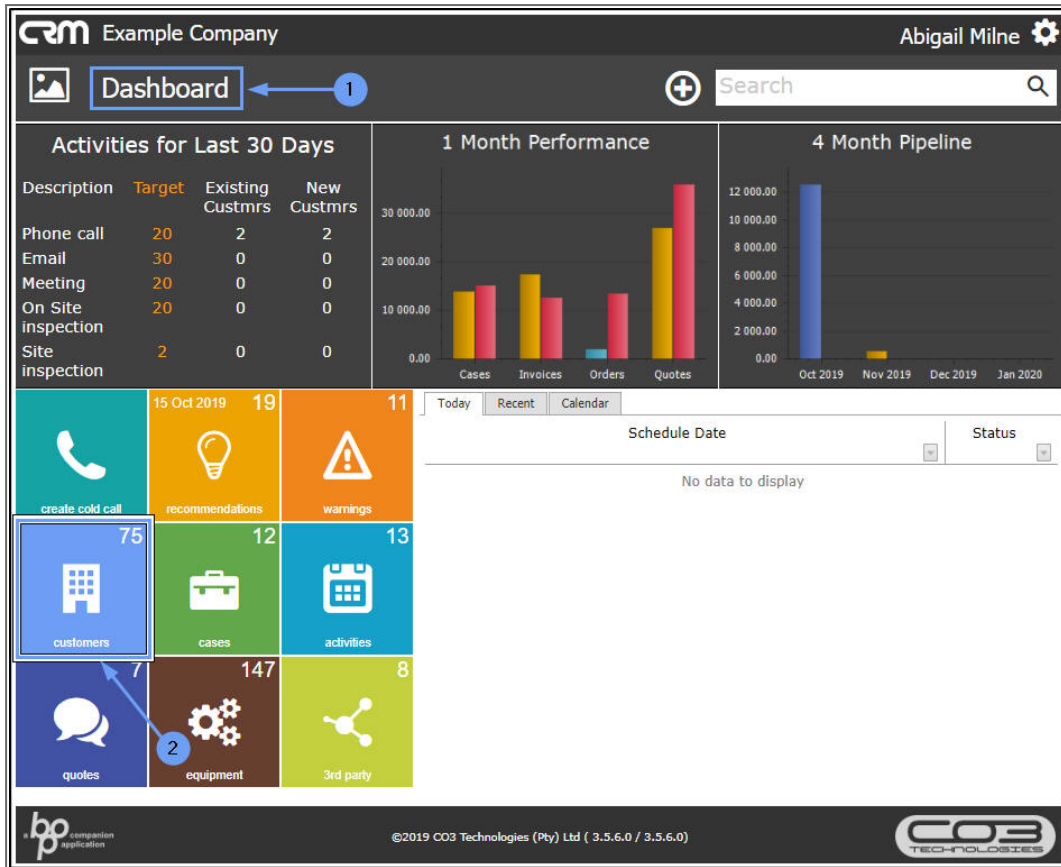 CRM Example Company
Abigail Milne
Dashboard
1
Search
Activities for Last 30 Days
Description Target Existing Custmrs New Custmrs
Phone call 20 2 2
Email 30 0 0
Meeting 20 0 0
On Site inspection 20 0 0
Site inspection 2 0 0
1 Month Performance
30 000.00
20 000.00
10 000.00
0.00
Cases Invoices Orders Quotes
4 Month Pipeline
12 000.00
10 000.00
8 000.00
6 000.00
4 000.00
2 000.00
0.00
Oct 2019 Nov 2019 Dec 2019 Jan 2020
create cold call
15 Oct 2019 19
recommendations
11
warnings
75
customers
12
cases
13
activities
7
quotes
147
equipment
8
3rd party
2
Today Recent Calendar
Schedule Date Status
No data to display
a bpo companion application
©2019 CO3 Technologies (Pty) Ltd ( 3.5.6.0 / 3.5.6.0)
CO3
TECHNOLOGIES